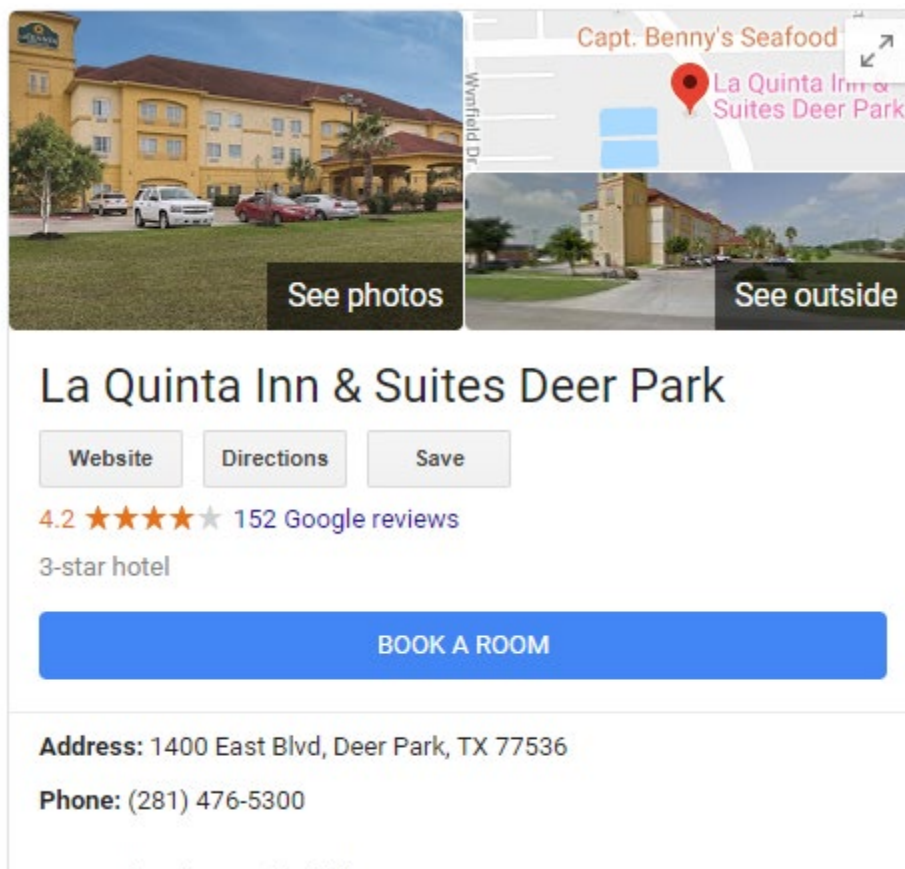 LA QUINTA
Capt. Benny's Seafood
Wynfield Dr
La Quinta Inn &
Suites Deer Park
See photos
See outside
La Quinta Inn & Suites Deer Park
Website Directions Save
4.2 152 Google reviews
3-star hotel
BOOK A ROOM
Address: 1400 East Blvd, Deer Park, TX 77536
Phone: (281) 476-5300